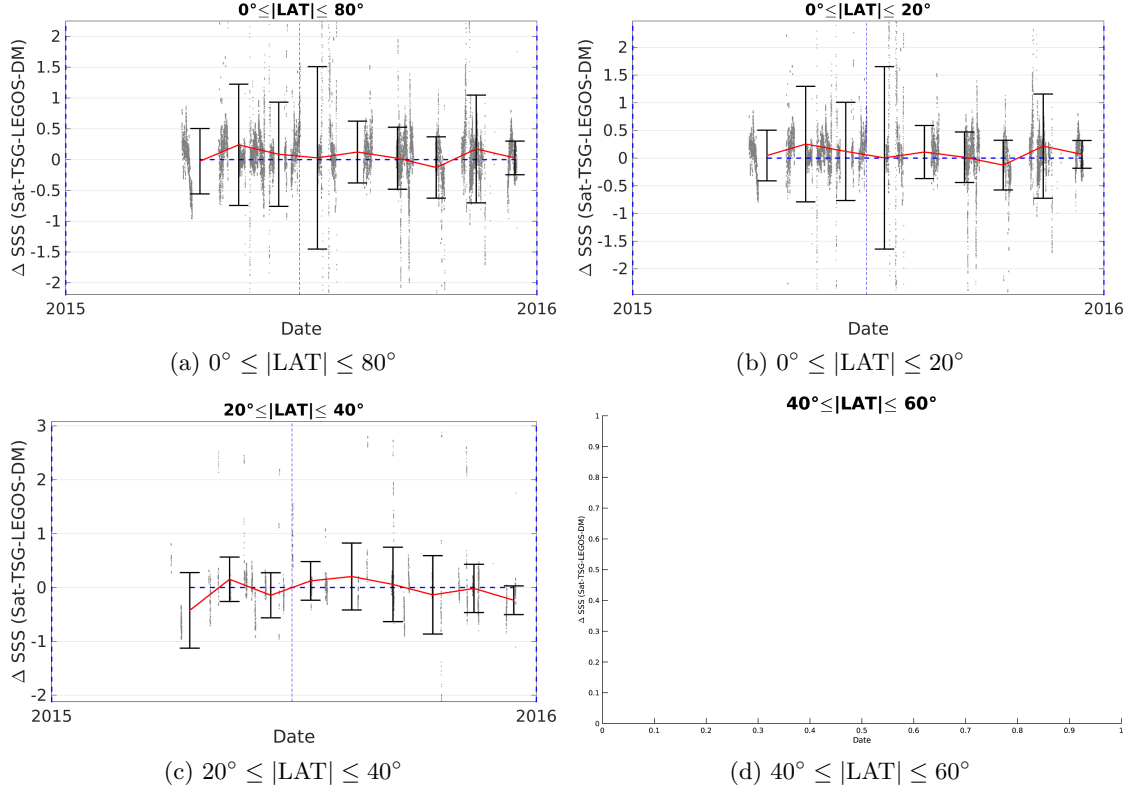 0°≤|LAT|≤ 80°
Δ SSS (Sat-TSG-LEGOS-DM)
2
1.5
1
0.5
0
-0.5
-1
-1.5
-2
2015
2016
Date
(a) 0° ≤ |LAT| ≤ 80°
0°≤|LAT|≤ 20°
Δ SSS (Sat-TSG-LEGOS-DM)
2
1.5
1
0.5
0
-0.5
-1
-1.5
-2
2015
2016
Date
(b) 0° ≤ |LAT| ≤ 20°
20°≤|LAT|≤ 40°
Δ SSS (Sat-TSG-LEGOS-DM)
3
2
1
0
-1
-2
2015
2016
Date
(c) 20° ≤ |LAT| ≤ 40°
40°≤|LAT|≤ 60°
Δ SSS (Sat-TSG-LEGOS-DM)
1
0.9
0.8
0.7
0.6
0.5
0.4
0.3
0.2
0.1
0
0 0.1 0.2 0.3 0.4 0.5 0.6 0.7 0.8 0.9 1
Date
(d) 40° ≤ |LAT| ≤ 60°